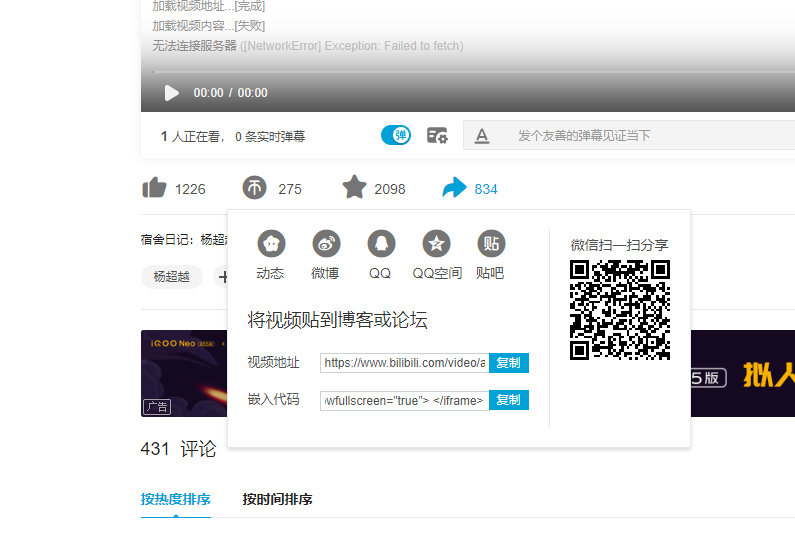 加载视频地址...[完成]
加载视频内容...[失败]
无法连接服务器 ([NetworkError] Exception: Failed to fetch)
00:00 / 00:00
1 人正在看， 0 条实时弹幕
弹
发个友善的弹幕见证当下
1226
275
2098
834
宿舍日记：杨超
杨超越
动态
微博
QQ
QQ空间
贴
贴吧
微信扫一扫分享
将视频贴到博客或论坛
视频地址
https://www.bilibili.com/video/a
复制
嵌入代码
wfullscreen="true"> </iframe>
复制
iQOO Neo
广告
5版
拟人
431 评论
按热度排序
按时间排序